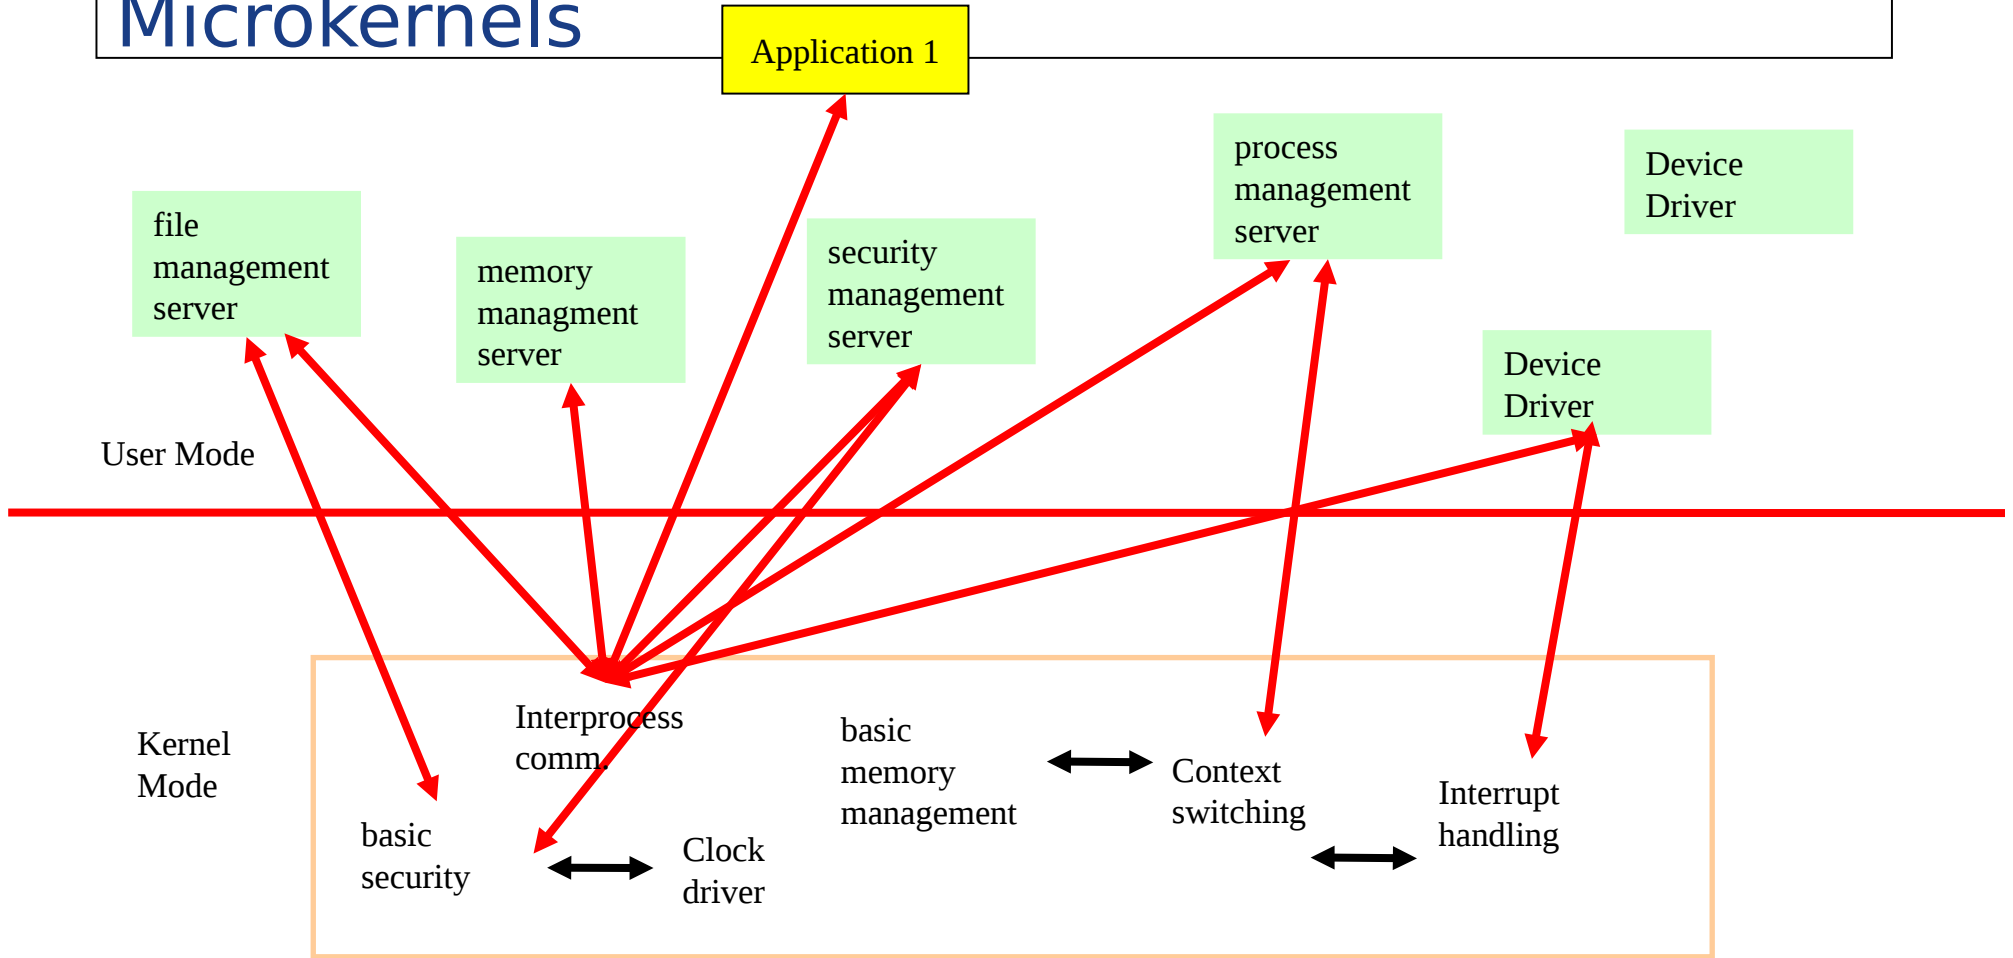 Microkernels
Application 1
file
management
server
memory
managment
server
security
management
server
process
management
server
Device
Driver
Device
Driver
User Mode
Kernel
Mode
Interprocess
comm.
basic
security
Clock
driver
basic
memory
management
Context
switching
Interrupt
handling